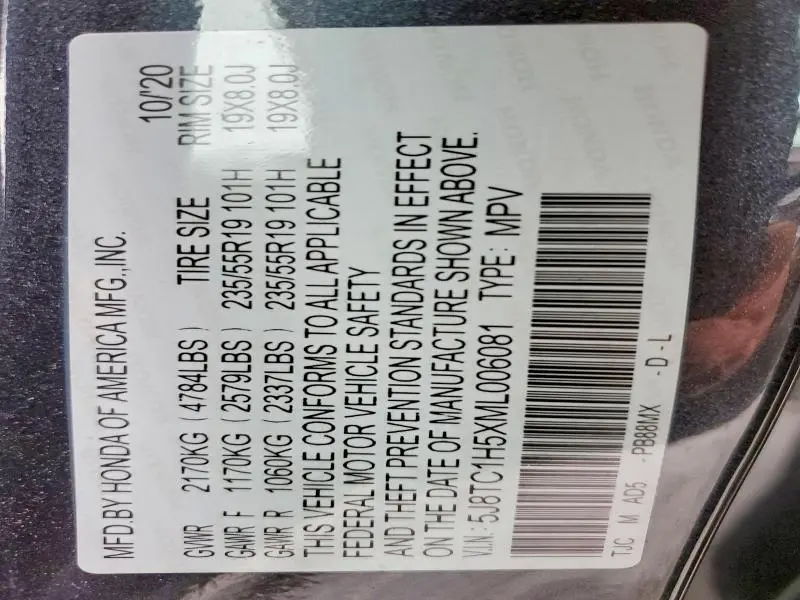 MFD.BY HONDA OF AMERICA MFG.,INC. 10/'20
GVWR 2170KG (4784LBS) TIRE SIZE RIM SIZE
GAWR F 1170KG (2579LBS) 235/55R19 101H 19X8.0J
GAWR R 1060KG (2337LBS) 235/55R19 101H 19X8.0J
THIS VEHICLE CONFORMS TO ALL APPLICABLE
FEDERAL MOTOR VEHICLE SAFETY
AND THEFT PREVENTION STANDARDS IN EFFECT
ON THE DATE OF MANUFACTURE SHOWN ABOVE.
V.I.N.: 5J8TC1H5XML006081 TYPE: MPV
TJC M AD5 -PB88MX -D-L
HONDA